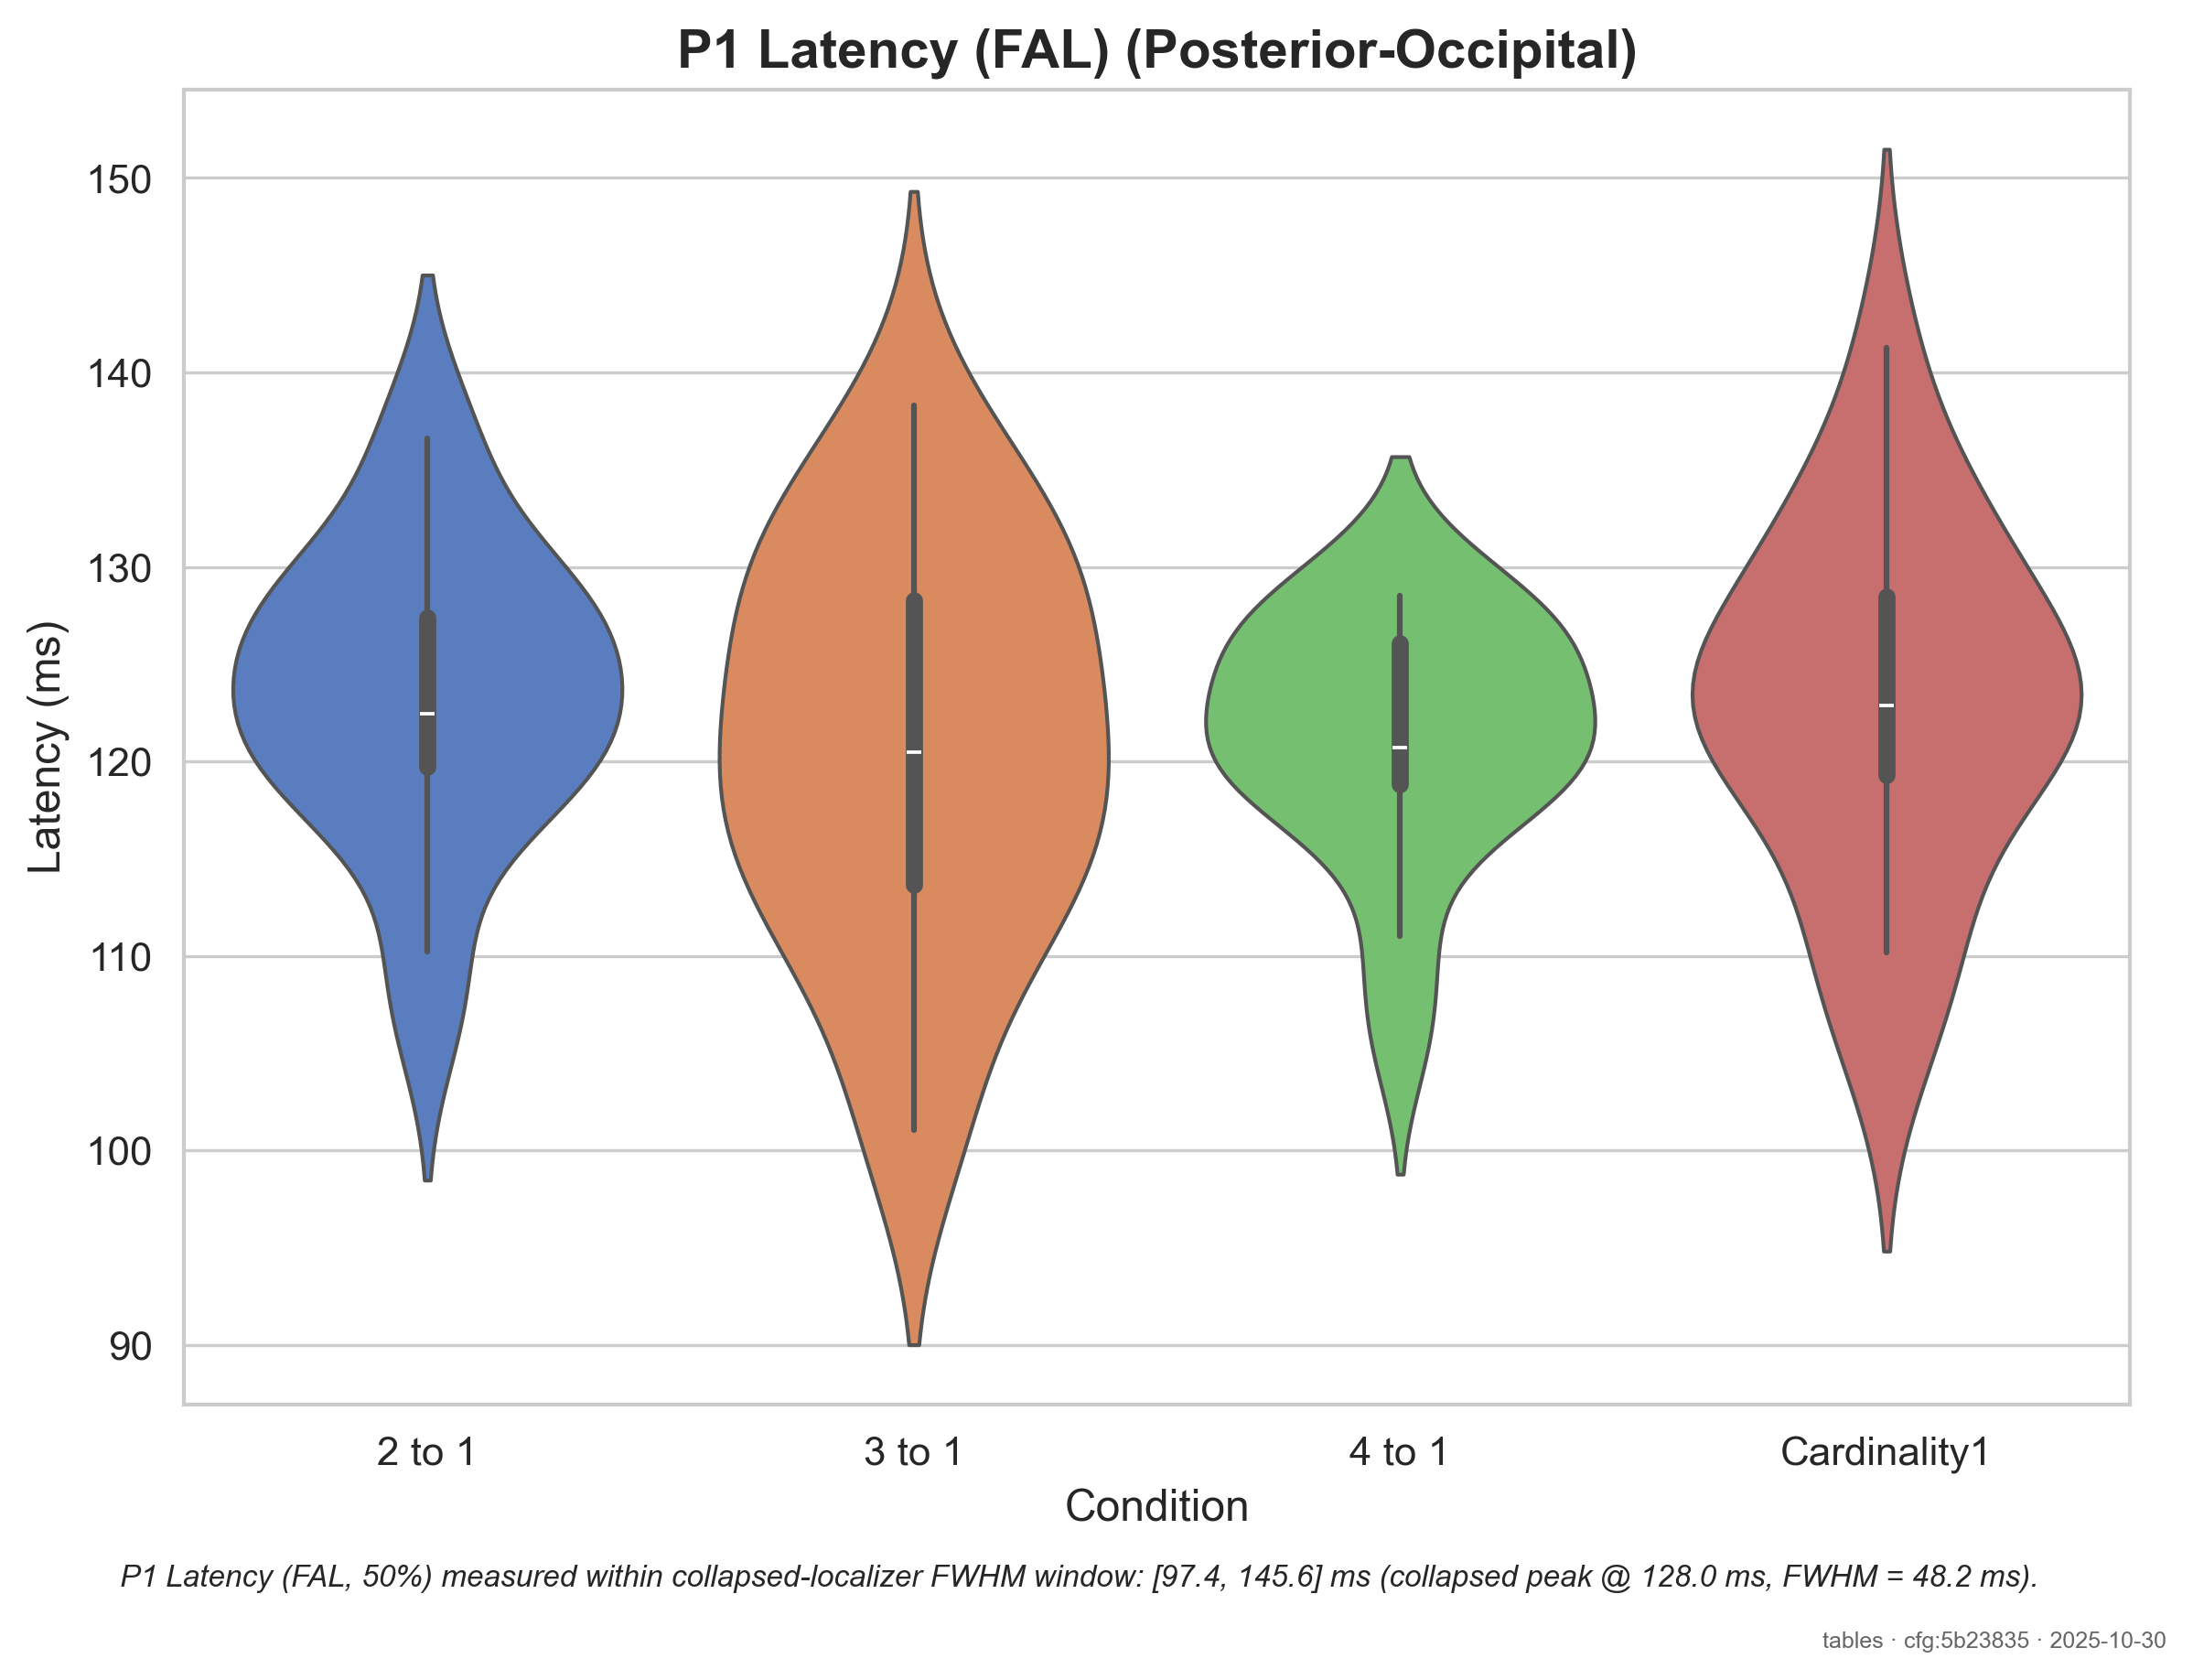 P1 Latency (FAL) (Posterior-Occipital)
Latency (ms)
150
140
130
120
110
100
90
2 to 1
3 to 1
4 to 1
Cardinality1
Condition
P1 Latency (FAL, 50%) measured within collapsed-localizer FWHM window: [97.4, 145.6] ms (collapsed peak @ 128.0 ms, FWHM = 48.2 ms).
tables · cfg:5b23835 · 2025-10-30